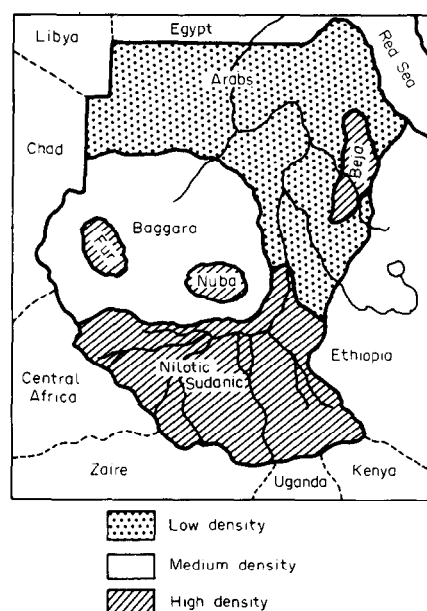 Libya
Egypt
Red Sea
Arabs
Chad
Beja
Baggara
Fur
Nuba
Ethiopia
Nilotic
Sudanic
Central
Africa
Zaire
Uganda
Kenya
Low density
Medium density
High density